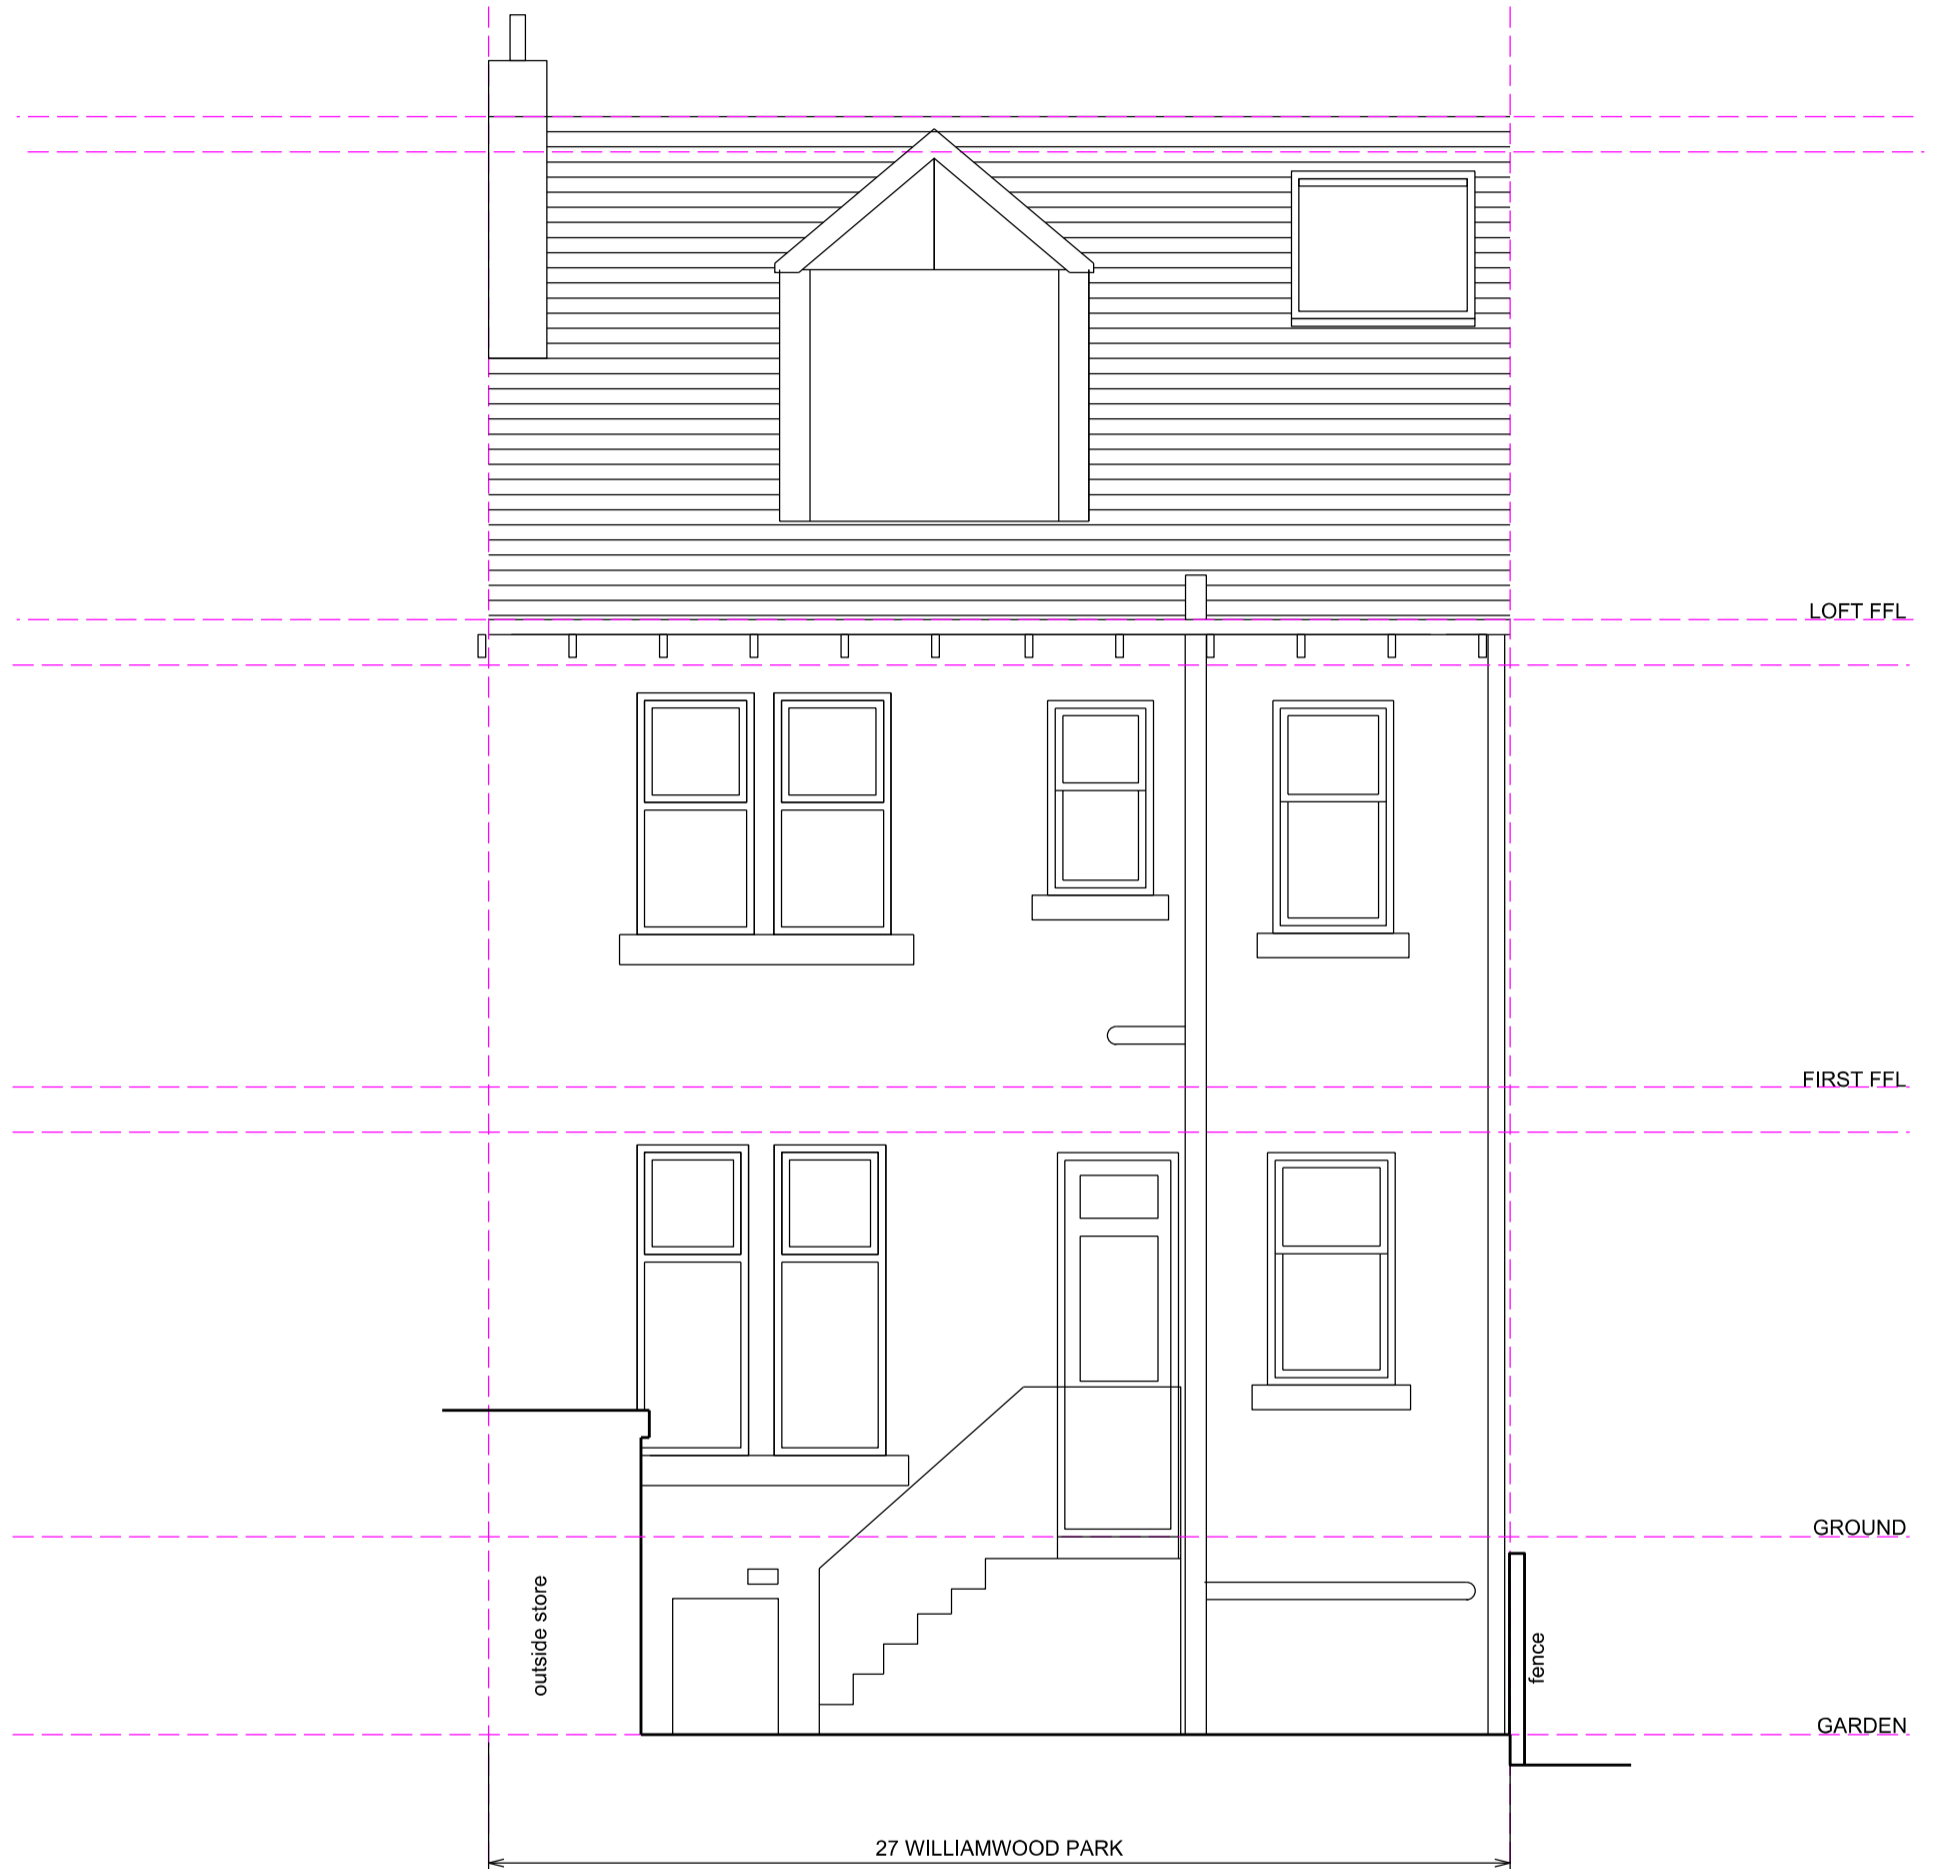 LOFT FFL
FIRST FFL
GROUND
outside store
fence
GARDEN
27 WILLIAMWOOD PARK